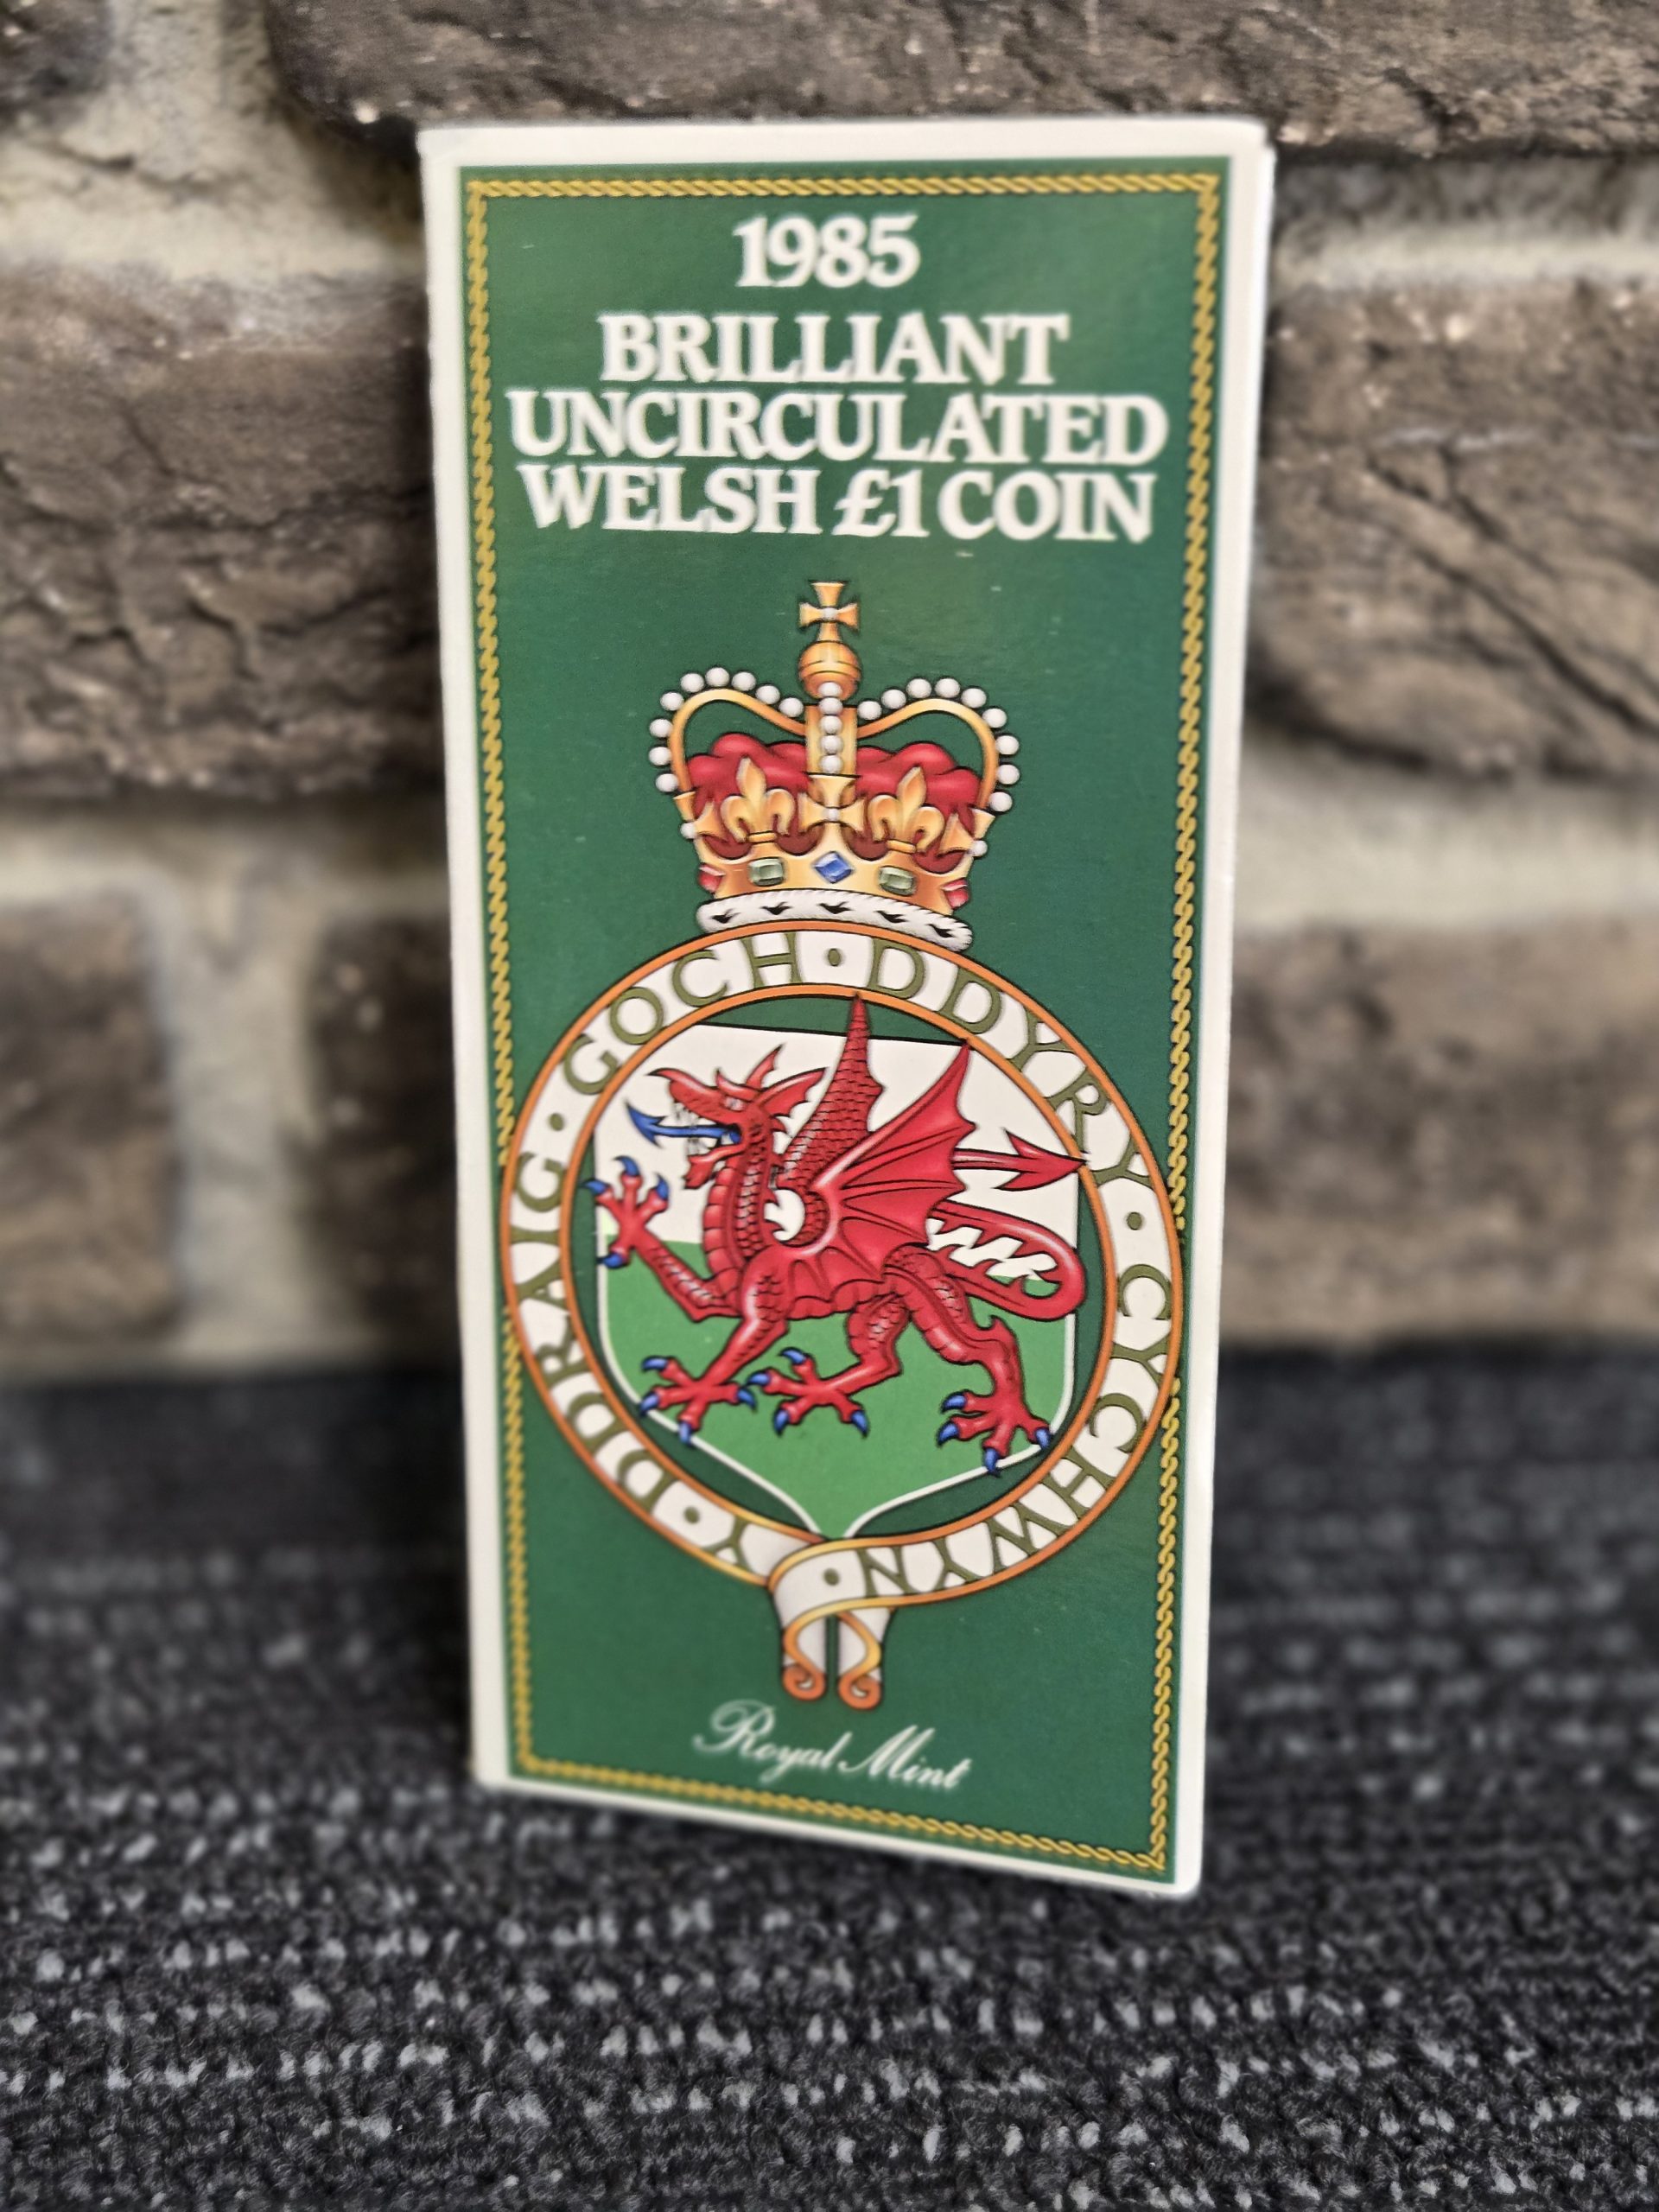 1985
BRILLIANT
UNCIRCULATED
WELSH £1 COIN
Y·DDRAIG·GOCH·DDYRY·CYCHWYN·
Royal Mint